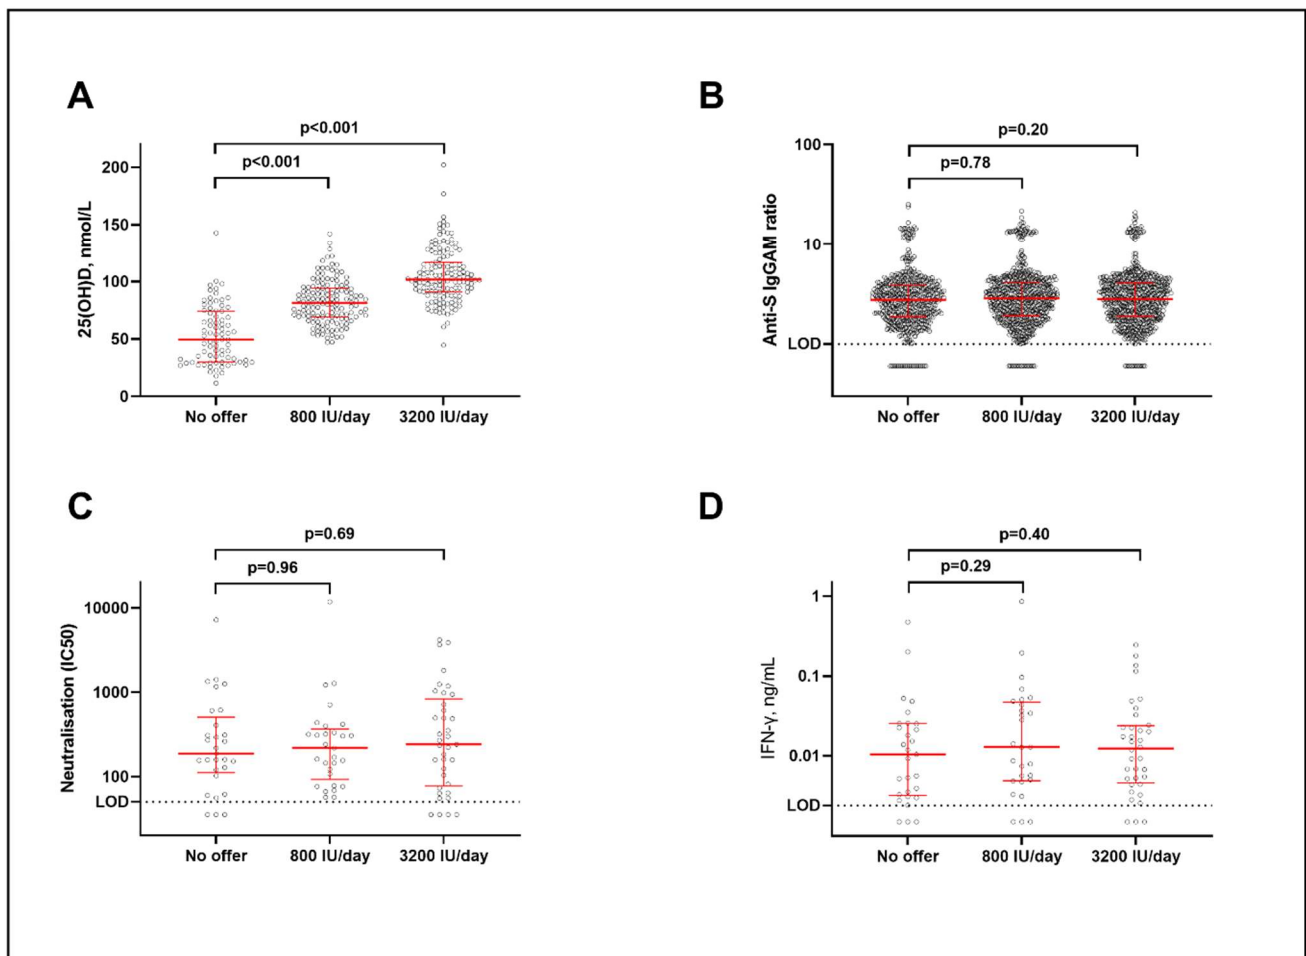 A
p<0.001
p<0.001
25(OH)D, nmol/L
200
150
100
50
0
No offer 800 IU/day 3200 IU/day
B
p=0.20
p=0.78
Anti-S IgGAM ratio
100
10
LOD
No offer 800 IU/day 3200 IU/day
C
p=0.69
p=0.96
Neutralisation (IC50)
10000
1000
100
LOD
No offer 800 IU/day 3200 IU/day
D
p=0.40
p=0.29
IFN-γ, ng/mL
1
0.1
0.01
LOD
No offer 800 IU/day 3200 IU/day